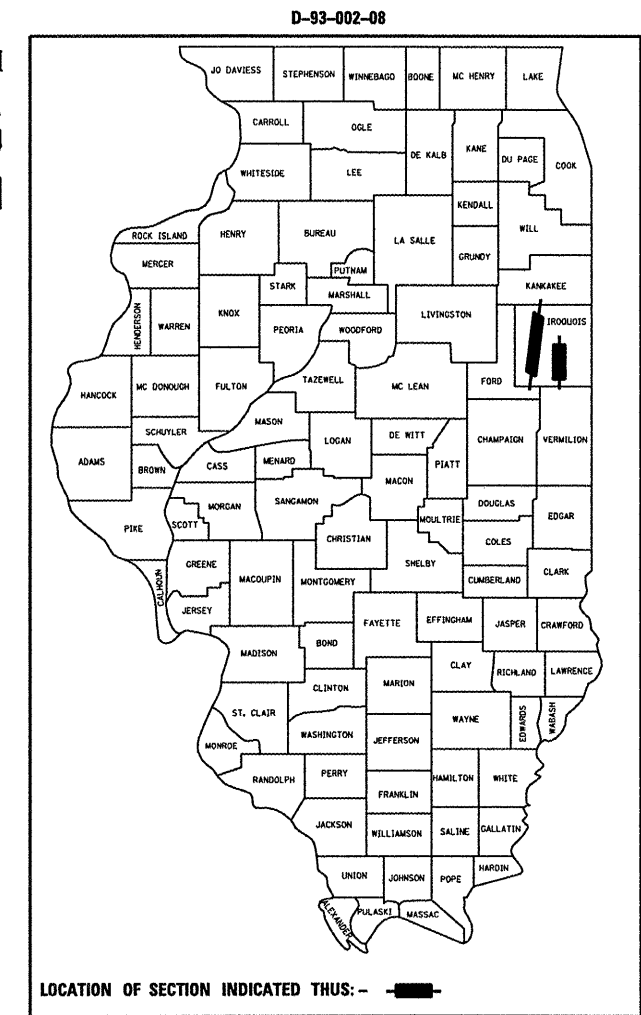 D-93-002-08
JO DAVIESS
STEPHENSON
WINNEBAGO
BOONE
MC HENRY
LAKE
CARROLL
OGLE
DE KALB
KANE
DU PAGE
COOK
WHITESIDE
LEE
KENDALL
WILL
ROCK ISLAND
HENRY
BUREAU
LA SALLE
GRUNDY
MERCER
PUTNAM
STARK
MARSHALL
KANKAKEE
HENDERSON
WARREN
KNOX
PEORIA
WOODFORD
LIVINGSTON
IROQUOIS
HANCOCK
MC DONOUGH
FULTON
TAZEWELL
MC LEAN
FORD
SCHUYLER
MASON
LOGAN
DE WITT
CHAMPAIGN
VERMILION
ADAMS
BROWN
CASS
MENARD
MACON
PIATT
PIKE
SCOTT
MORGAN
SANGAMON
CHRISTIAN
MOULTRIE
DOUGLAS
EDGAR
COLES
CALHOUN
GREENE
MACOUPIN
MONTGOMERY
SHELBY
CUMBERLAND
CLARK
JERSEY
FAYETTE
EFFINGHAM
JASPER
CRAWFORD
MADISON
BOND
CLAY
RICHLAND
LAWRENCE
CLINTON
MARION
ST. CLAIR
WAYNE
EDWARDS
WABASH
MONROE
WASHINGTON
JEFFERSON
RANDOLPH
PERRY
HAMILTON
WHITE
FRANKLIN
JACKSON
WILLIAMSON
SALINE
GALLATIN
UNION
JOHNSON
POPE
HARDIN
ALEXANDER
PULASKI
MASSAC
LOCATION OF SECTION INDICATED THUS: -